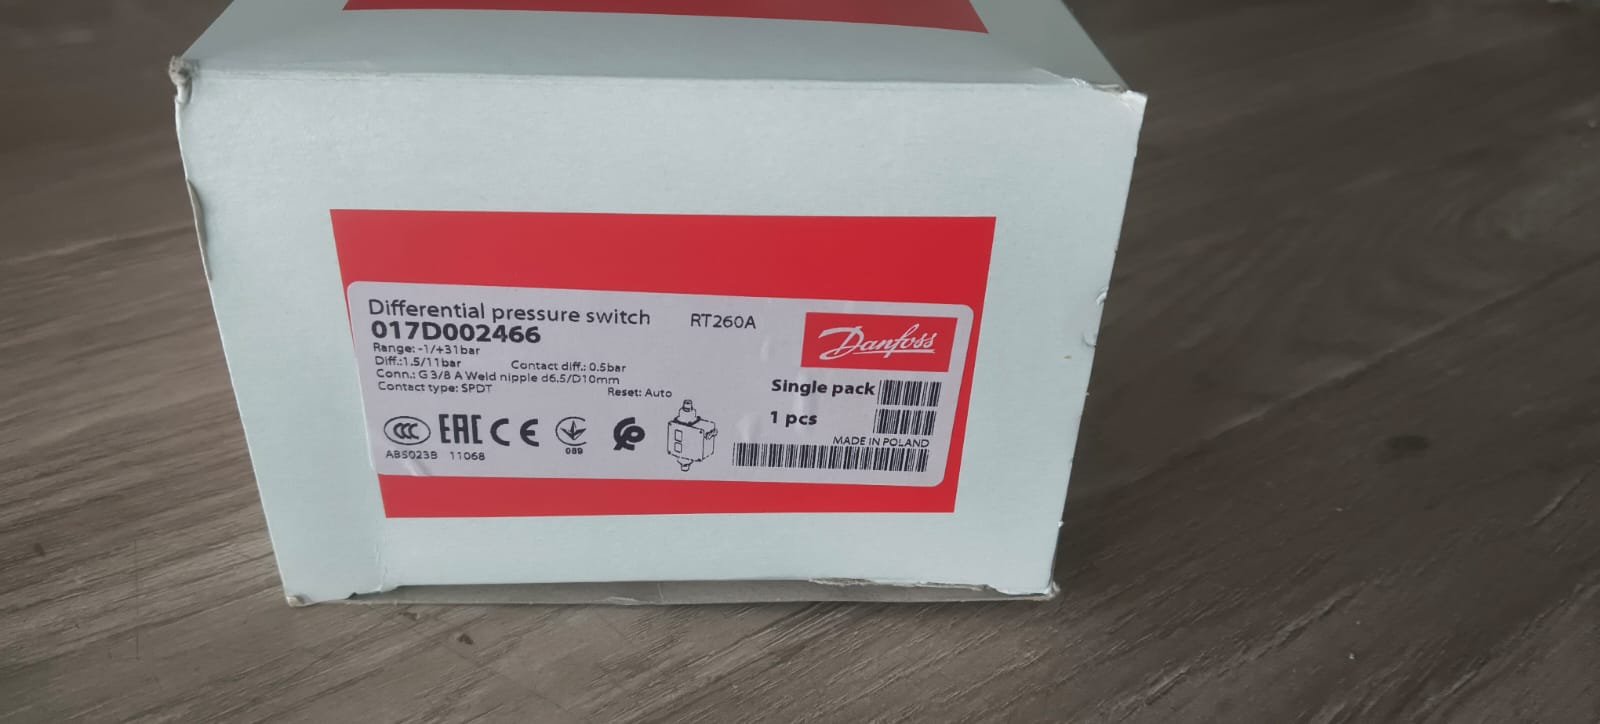 Differential pressure switch RT260A
017D002466
Range: -1/+31bar
Diff.:1.5/11bar Contact diff.: 0.5bar
Conn.: G 3/8 A Weld nipple d6.5/D10mm
Contact type: SPDT Reset: Auto
Danfoss
Single pack
1 pcs
MADE IN POLAND
CCC EAC CE
089
ABS023B 11068